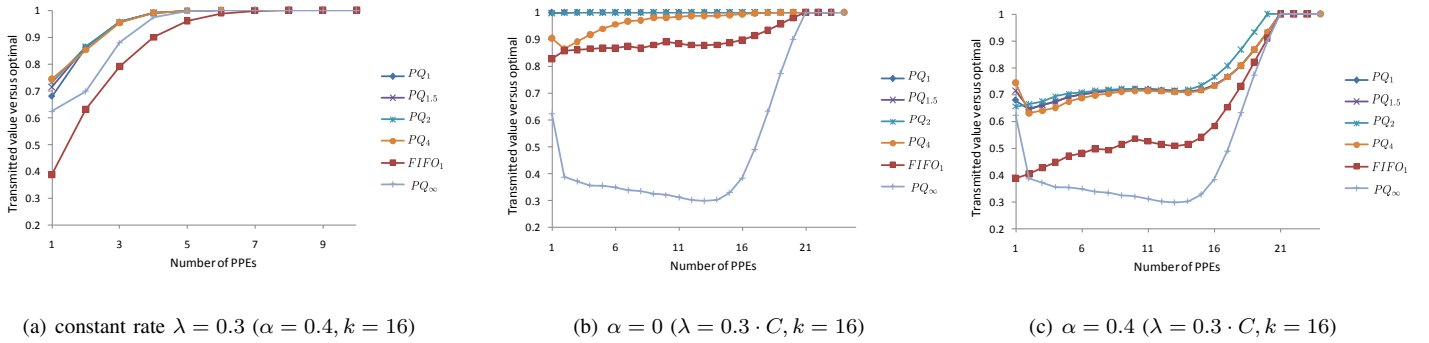 Transmitted value versus optimal
1
0.9
0.8
0.7
0.6
0.5
0.4
0.3
0.2
1 3 5 7 9
Number of PPEs
PQ₁
PQ₁.₅
PQ₂
PQ₄
FIFO₁
PQ∞
(a) constant rate λ = 0.3 (α = 0.4, k = 16)
Transmitted value versus optimal
1
0.9
0.8
0.7
0.6
0.5
0.4
0.3
0.2
1 6 11 16 21
Number of PPEs
PQ₁
PQ₁.₅
PQ₂
PQ₄
FIFO₁
PQ∞
(b) α = 0 (λ = 0.3 · C, k = 16)
Transmitted value versus optimal
1
0.9
0.8
0.7
0.6
0.5
0.4
0.3
0.2
1 6 11 16 21
Number of PPEs
PQ₁
PQ₁.₅
PQ₂
PQ₄
FIFO₁
PQ∞
(c) α = 0.4 (λ = 0.3 · C, k = 16)